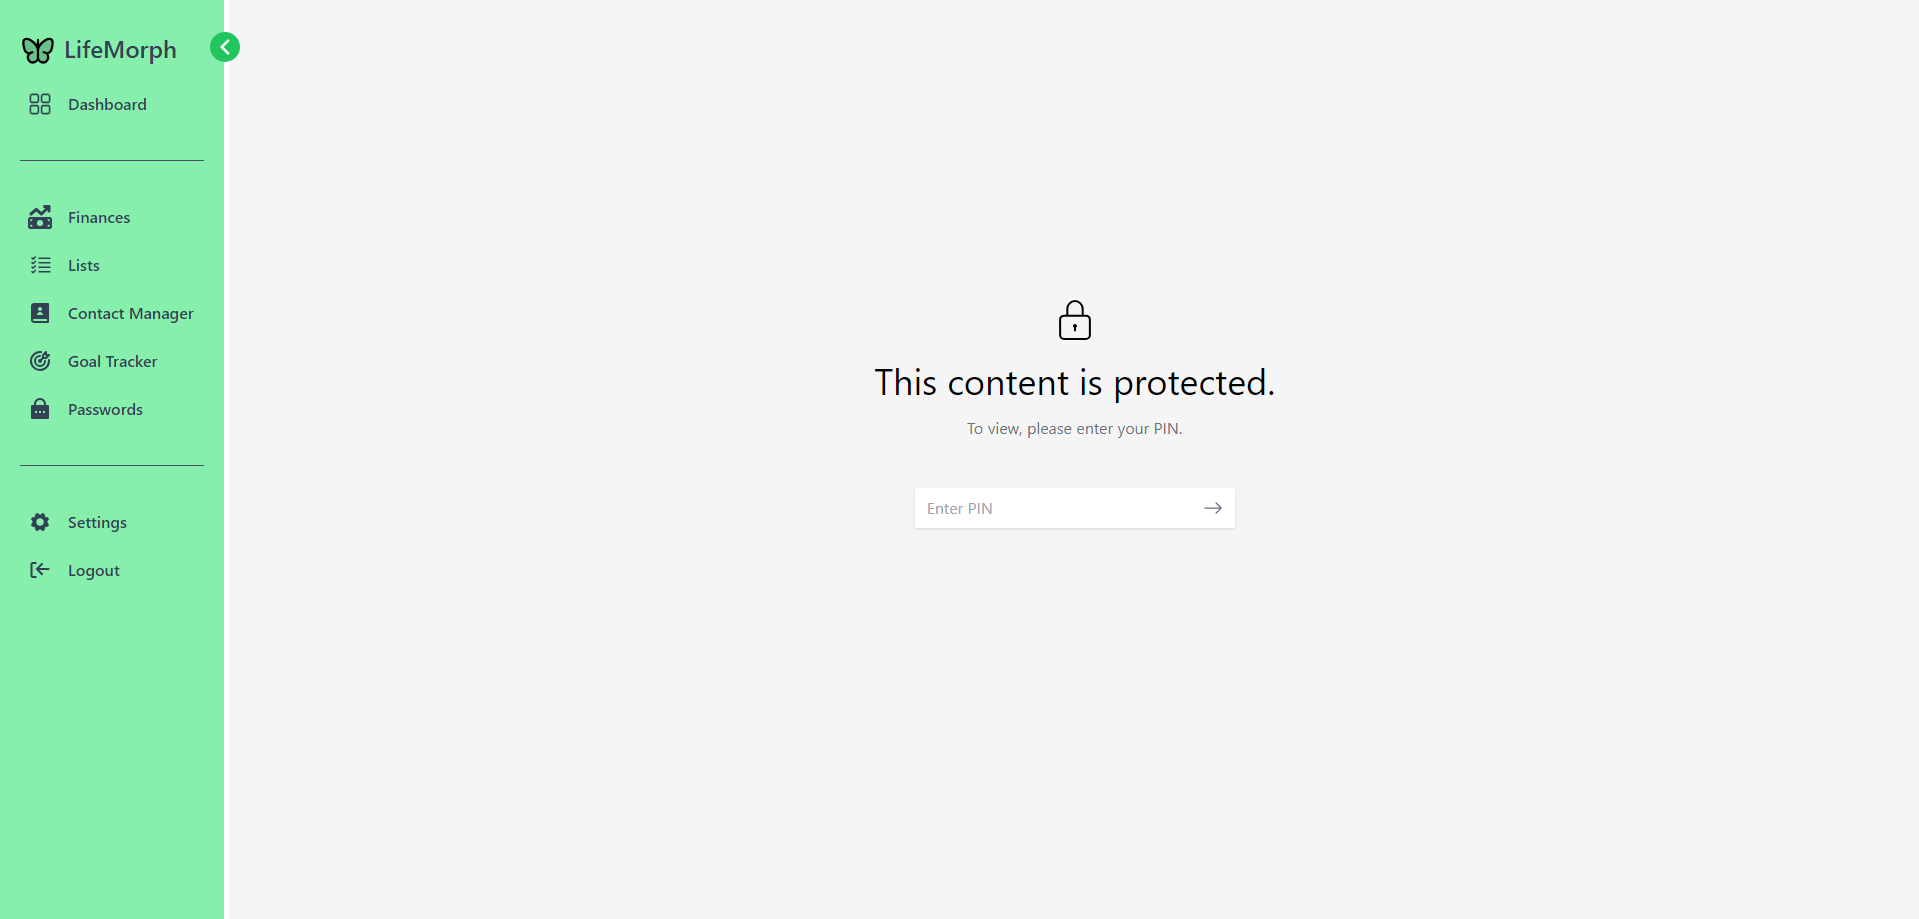 LifeMorph
Dashboard
Finances
Lists
Contact Manager
Goal Tracker
Passwords
Settings
Logout
This content is protected.
To view, please enter your PIN.
Enter PIN